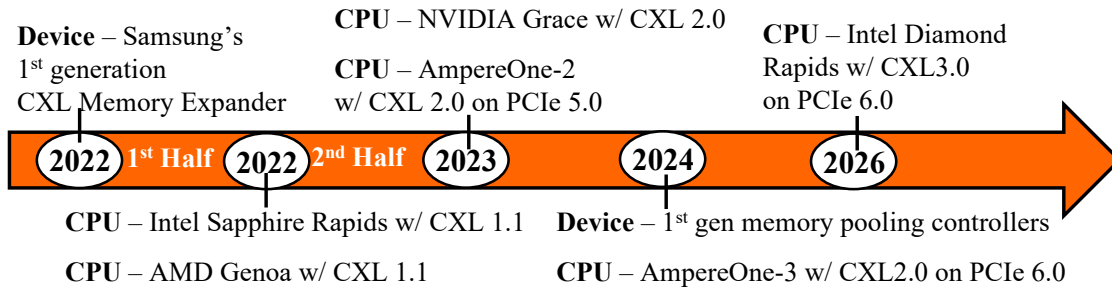 CPU – NVIDIA Grace w/ CXL 2.0
Device – Samsung's
1st generation
CXL Memory Expander
CPU – AmpereOne-2
w/ CXL 2.0 on PCIe 5.0
CPU – Intel Diamond
Rapids w/ CXL3.0
on PCIe 6.0
2022 1st Half 2022 2nd Half 2023 2024 2026
CPU – Intel Sapphire Rapids w/ CXL 1.1
CPU – AMD Genoa w/ CXL 1.1
Device – 1st gen memory pooling controllers
CPU – AmpereOne-3 w/ CXL2.0 on PCIe 6.0